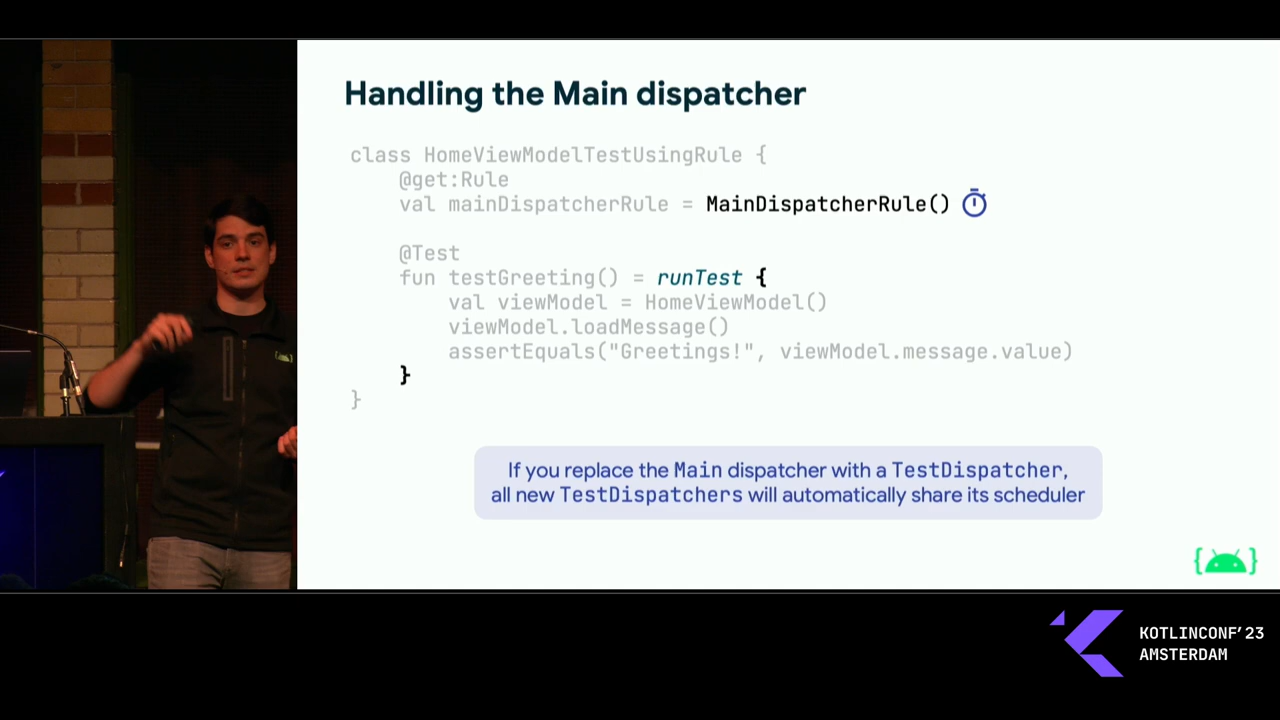 Handling the Main dispatcher
class HomeViewModelTestUsingRule {
@get:Rule
val mainDispatcherRule = MainDispatcherRule()
@Test
fun testGreeting() = runTest {
val viewModel = HomeViewModel()
viewModel.loadMessage()
assertEquals("Greetings!", viewModel.message.value)
}
}
If you replace the Main dispatcher with a TestDispatcher,
all new TestDispatchers will automatically share its scheduler
KOTLINCONF'23
AMSTERDAM